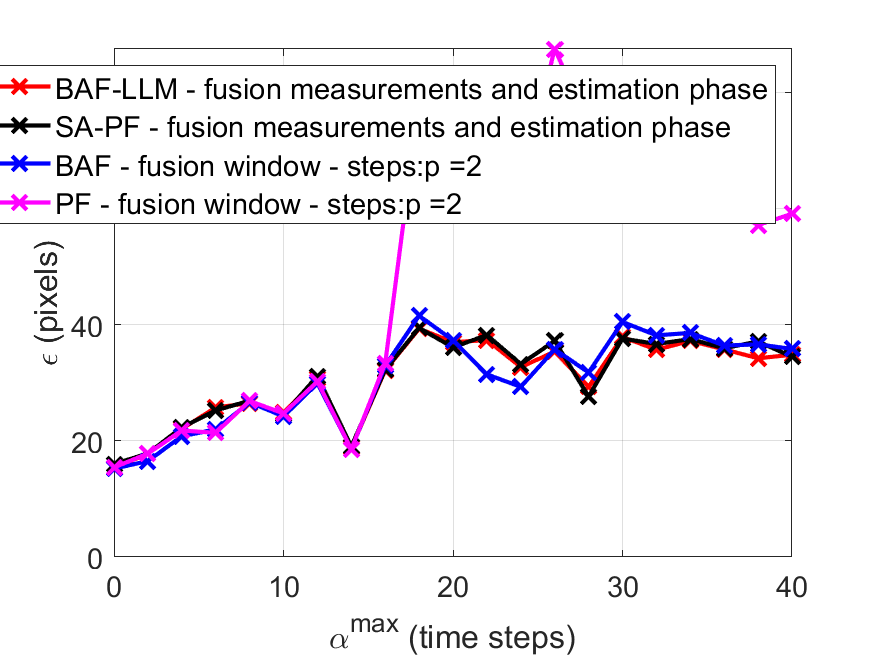 BAF-LLM - fusion measurements and estimation phase
SA-PF - fusion measurements and estimation phase
BAF - fusion window - steps:p =2
PF - fusion window - steps:p =2
ϵ (pixels)
40
20
0
0 10 20 30 40
α^max (time steps)